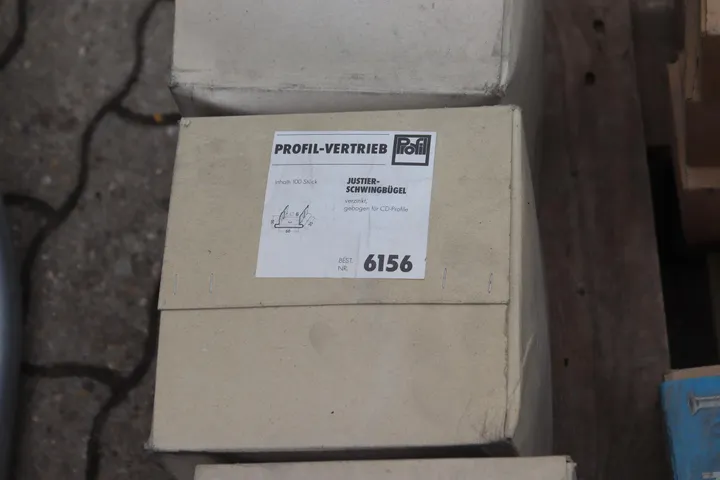 PROFIL-VERTRIEB
Profil
Inhalt: 100 Stück
JUSTIER-
SCHWINGBÜGEL
verzinkt,
gebogen für CD-Profile
BEST.
NR.
6156